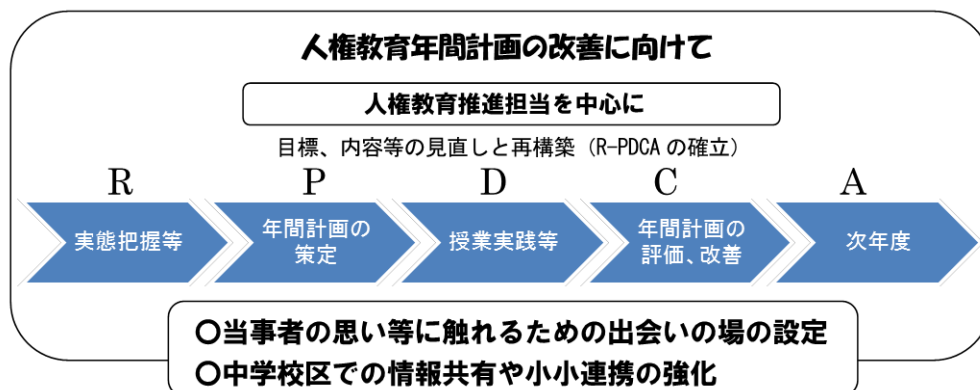 人権教育年間計画の改善に向けて
人権教育推進担当を中心に
目標、内容等の見直しと再構築（R-PDCAの確立）
R P D C A
実態把握等
年間計画の
策定
授業実践等
年間計画の
評価、改善
次年度
○当事者の思い等に触れるための出会いの場の設定
○中学校区での情報共有や小小連携の強化